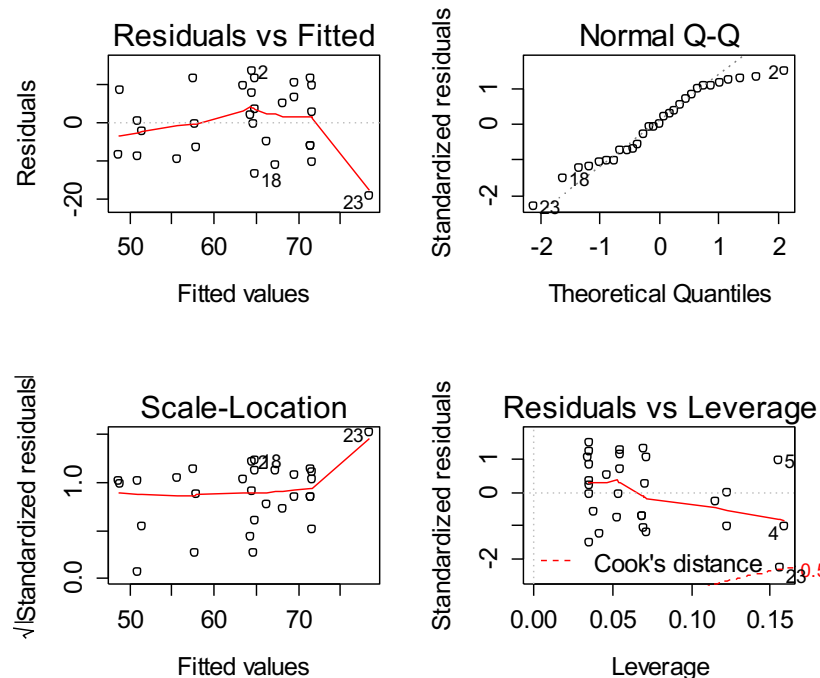 Residuals vs Fitted
Residuals
0
-20
2
18
23
50
60
70
Fitted values
Normal Q-Q
Standardized residuals
1
0
-2
2
18
23
-2
-1
0
1
2
Theoretical Quantiles
Scale-Location
√|Standardized residuals|
1.0
0.0
23
18
2
50
60
70
Fitted values
Residuals vs Leverage
Standardized residuals
1
0
-2
5
4
Cook's distance
23
0.5
0.00
0.05
0.10
0.15
Leverage